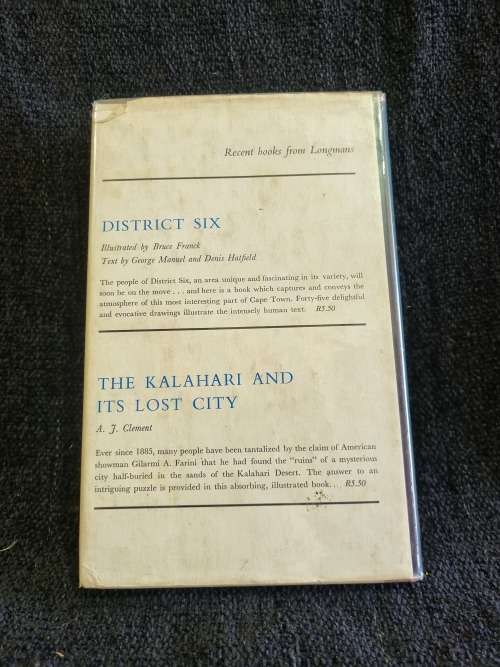 Recent books from Longmans
DISTRICT SIX
Illustrated by Bruce Franck
Text by George Manuel and Denis Hatfield
The people of District Six, an area unique and fascinating in its variety, will
soon be on the move . . . and here is a book which captures and conveys the
atmosphere of this most interesting part of Cape Town. Forty-five delightful
and evocative drawings illustrate the intensely human text. R5.50
THE KALAHARI AND
ITS LOST CITY
A. J. Clement
Ever since 1885, many people have been tantalized by the claim of American
showman Gilarmi A. Farini that he had found the “ruins” of a mysterious
city half-buried in the sands of the Kalahari Desert. The answer to an
intriguing puzzle is provided in this absorbing, illustrated book. . . R5.50